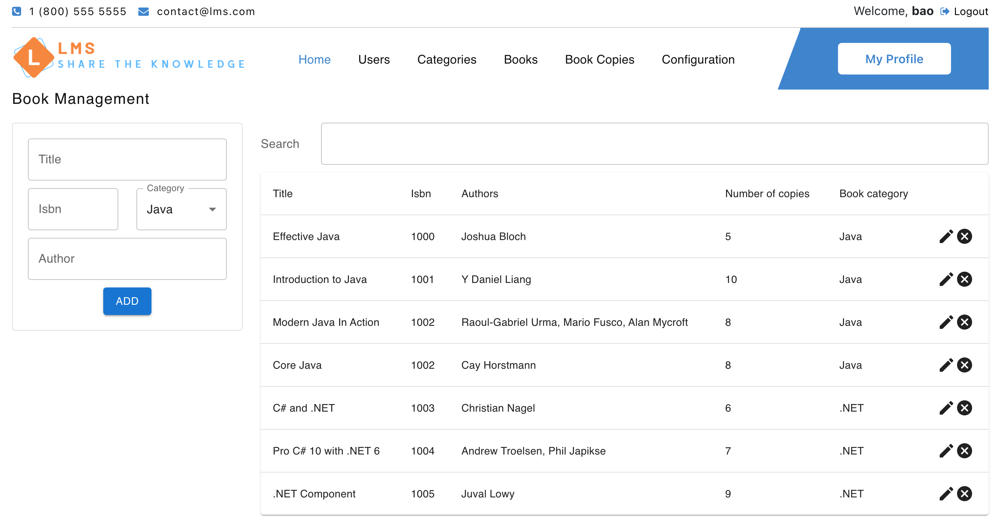 1 (800) 555 5555 contact@lms.com Welcome, bao Logout
L LMS
SHARE THE KNOWLEDGE
Home Users Categories Books Book Copies Configuration My Profile
Book Management
Title
Isbn
Category
Java
Author
ADD
Search
Title Isbn Authors Number of copies Book category
Effective Java 1000 Joshua Bloch 5 Java
Introduction to Java 1001 Y Daniel Liang 10 Java
Modern Java In Action 1002 Raoul-Gabriel Urma, Mario Fusco, Alan Mycroft 8 Java
Core Java 1002 Cay Horstmann 8 Java
C# and .NET 1003 Christian Nagel 6 .NET
Pro C# 10 with .NET 6 1004 Andrew Troelsen, Phil Japikse 7 .NET
.NET Component 1005 Juval Lowy 9 .NET